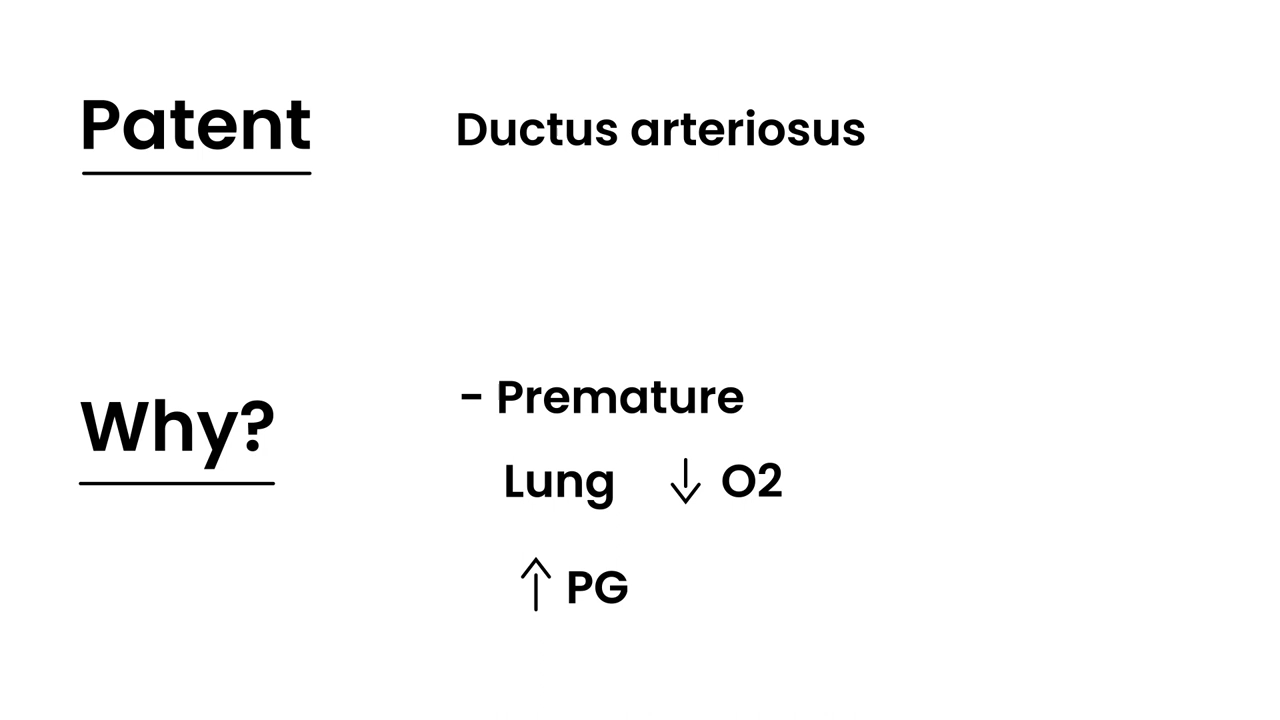 Patent Ductus arteriosus
Why?
- Premature
Lung ↓ O2
↑ PG